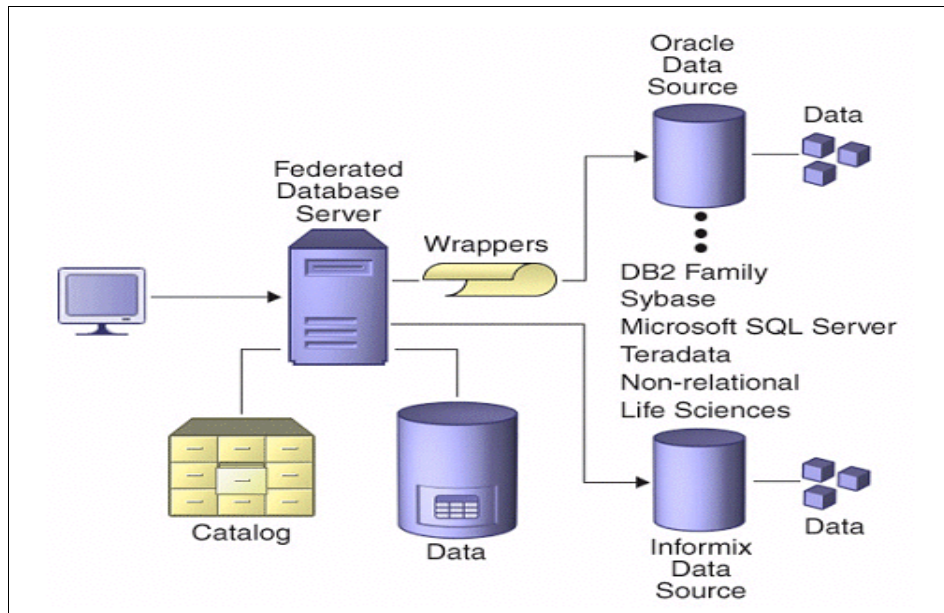 Oracle
Data
Source
Data
Federated
Database
Server
Wrappers
DB2 Family
Sybase
Microsoft SQL Server
Teradata
Non-relational
Life Sciences
Catalog
Data
Informix
Data
Source
Data